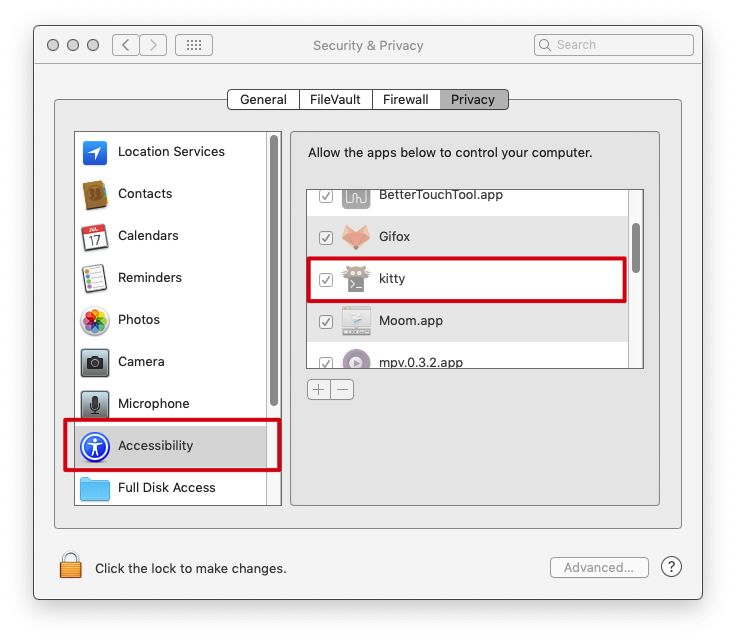 Security & Privacy
Search
General
FileVault
Firewall
Privacy
Location Services
Contacts
JUL
17
Calendars
Reminders
Photos
Camera
Microphone
Accessibility
Full Disk Access
Allow the apps below to control your computer.
BetterTouchTool.app
Gifox
kitty
Moom.app
mpv.0.3.2.app
+
−
Click the lock to make changes.
Advanced...
?